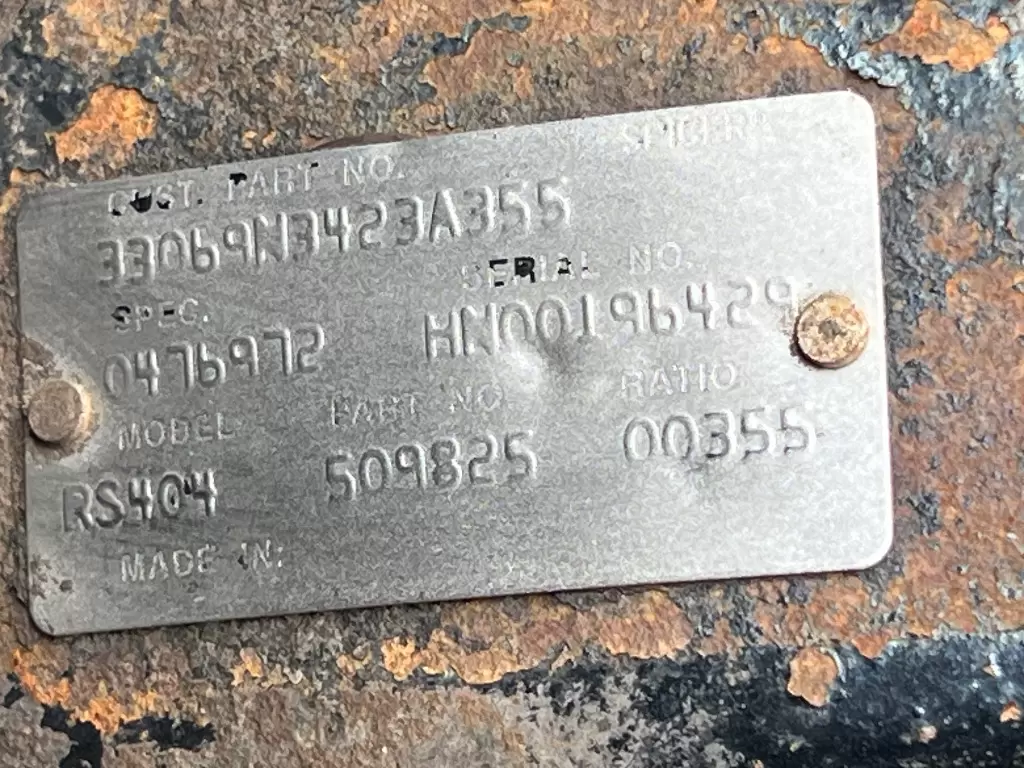 SPICER®
CUST. PART NO.
33069N3423A355
SERIAL NO.
SPEC.
HN00196429
0476972
MODEL PART NO. RATIO
RS404 509825 00355
MADE IN: